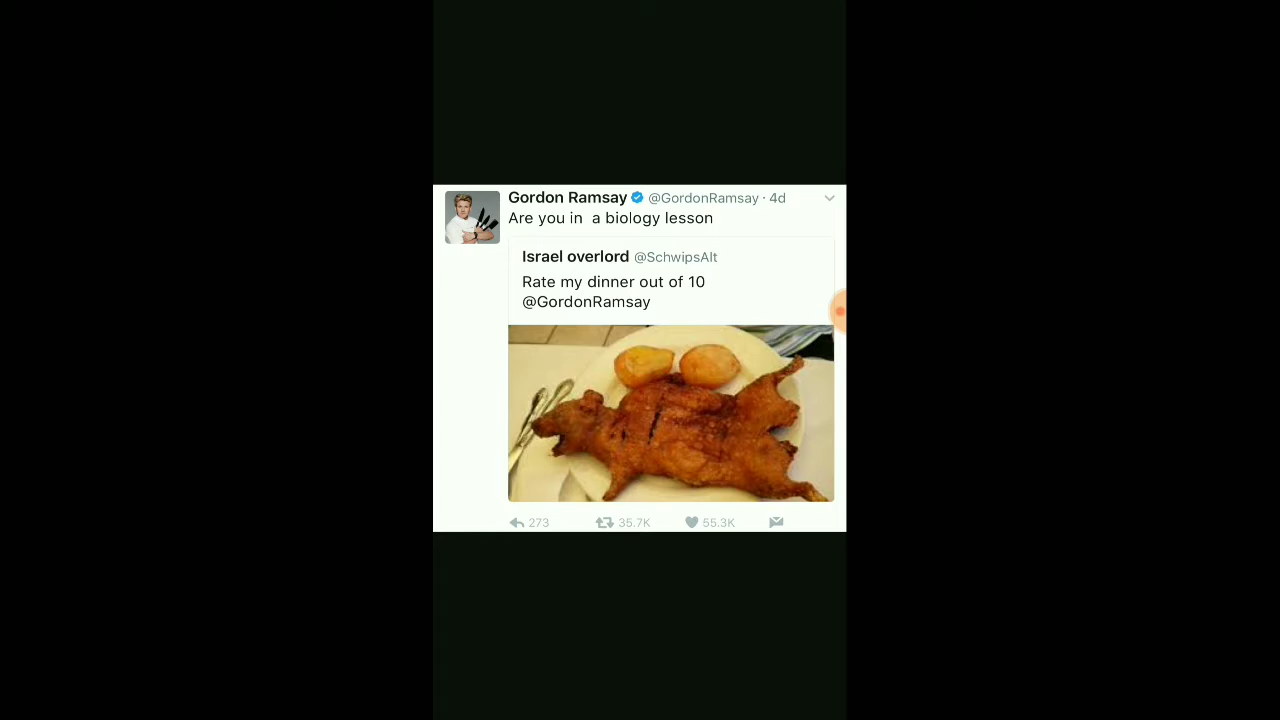 Gordon Ramsay @GordonRamsay · 4d
Are you in  a biology lesson
Israel overlord @SchwipsAlt
Rate my dinner out of 10
@GordonRamsay
273 35.7K 55.3K